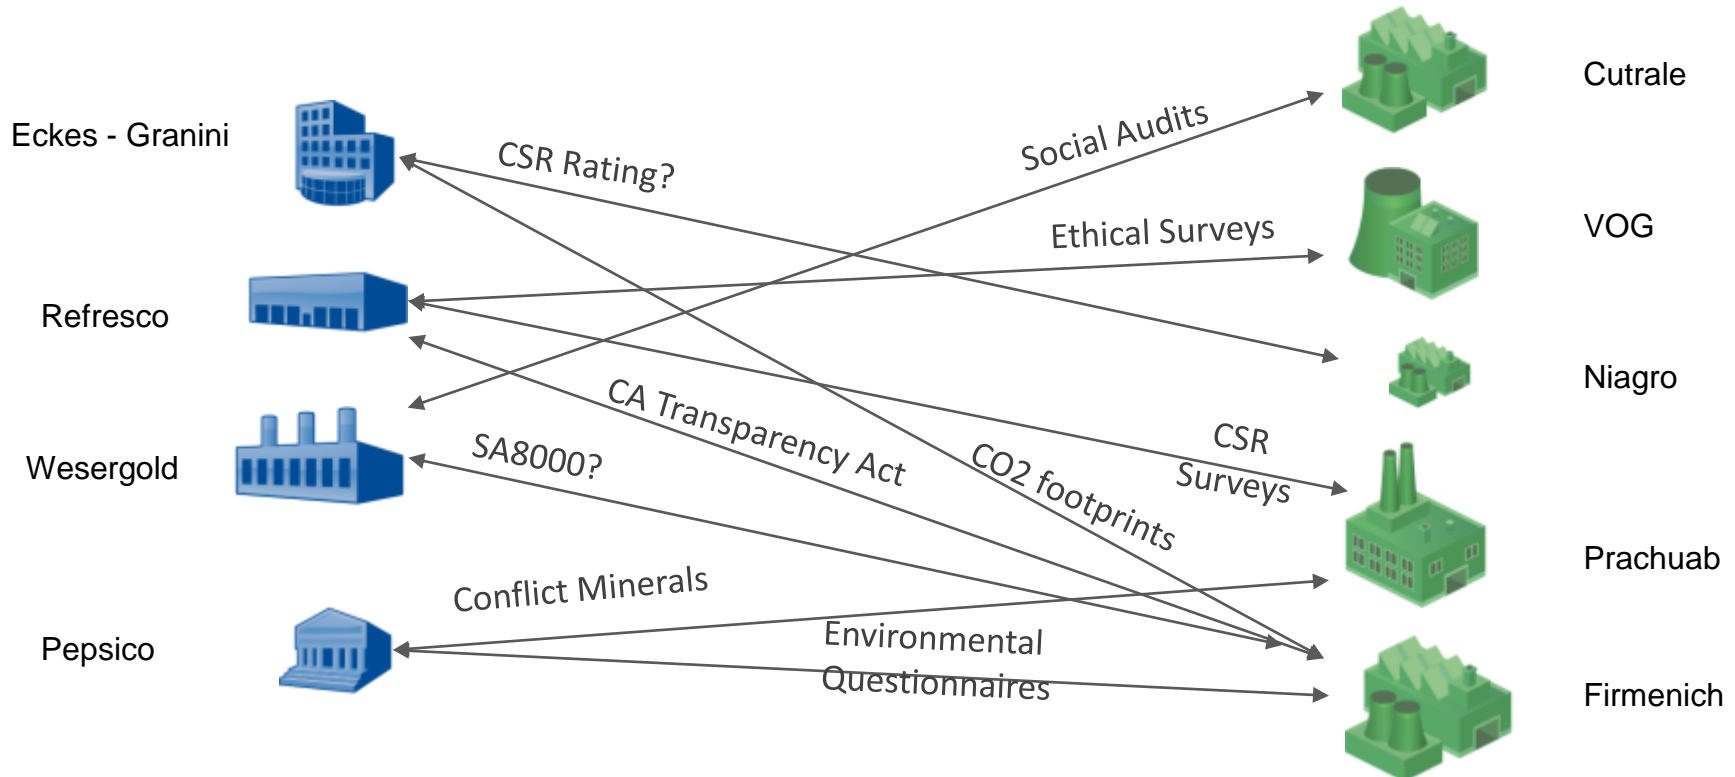 Cutrale
Social Audits
Eckes - Granini
CSR Rating?
Ethical Surveys
VOG
Refresco
Niagro
CA Transparency Act
CSR
Surveys
SA8000?
Wesergold
CO2 footprints
Prachuab
Conflict Minerals
Environmental
Questionnaires
Pepsico
Firmenich